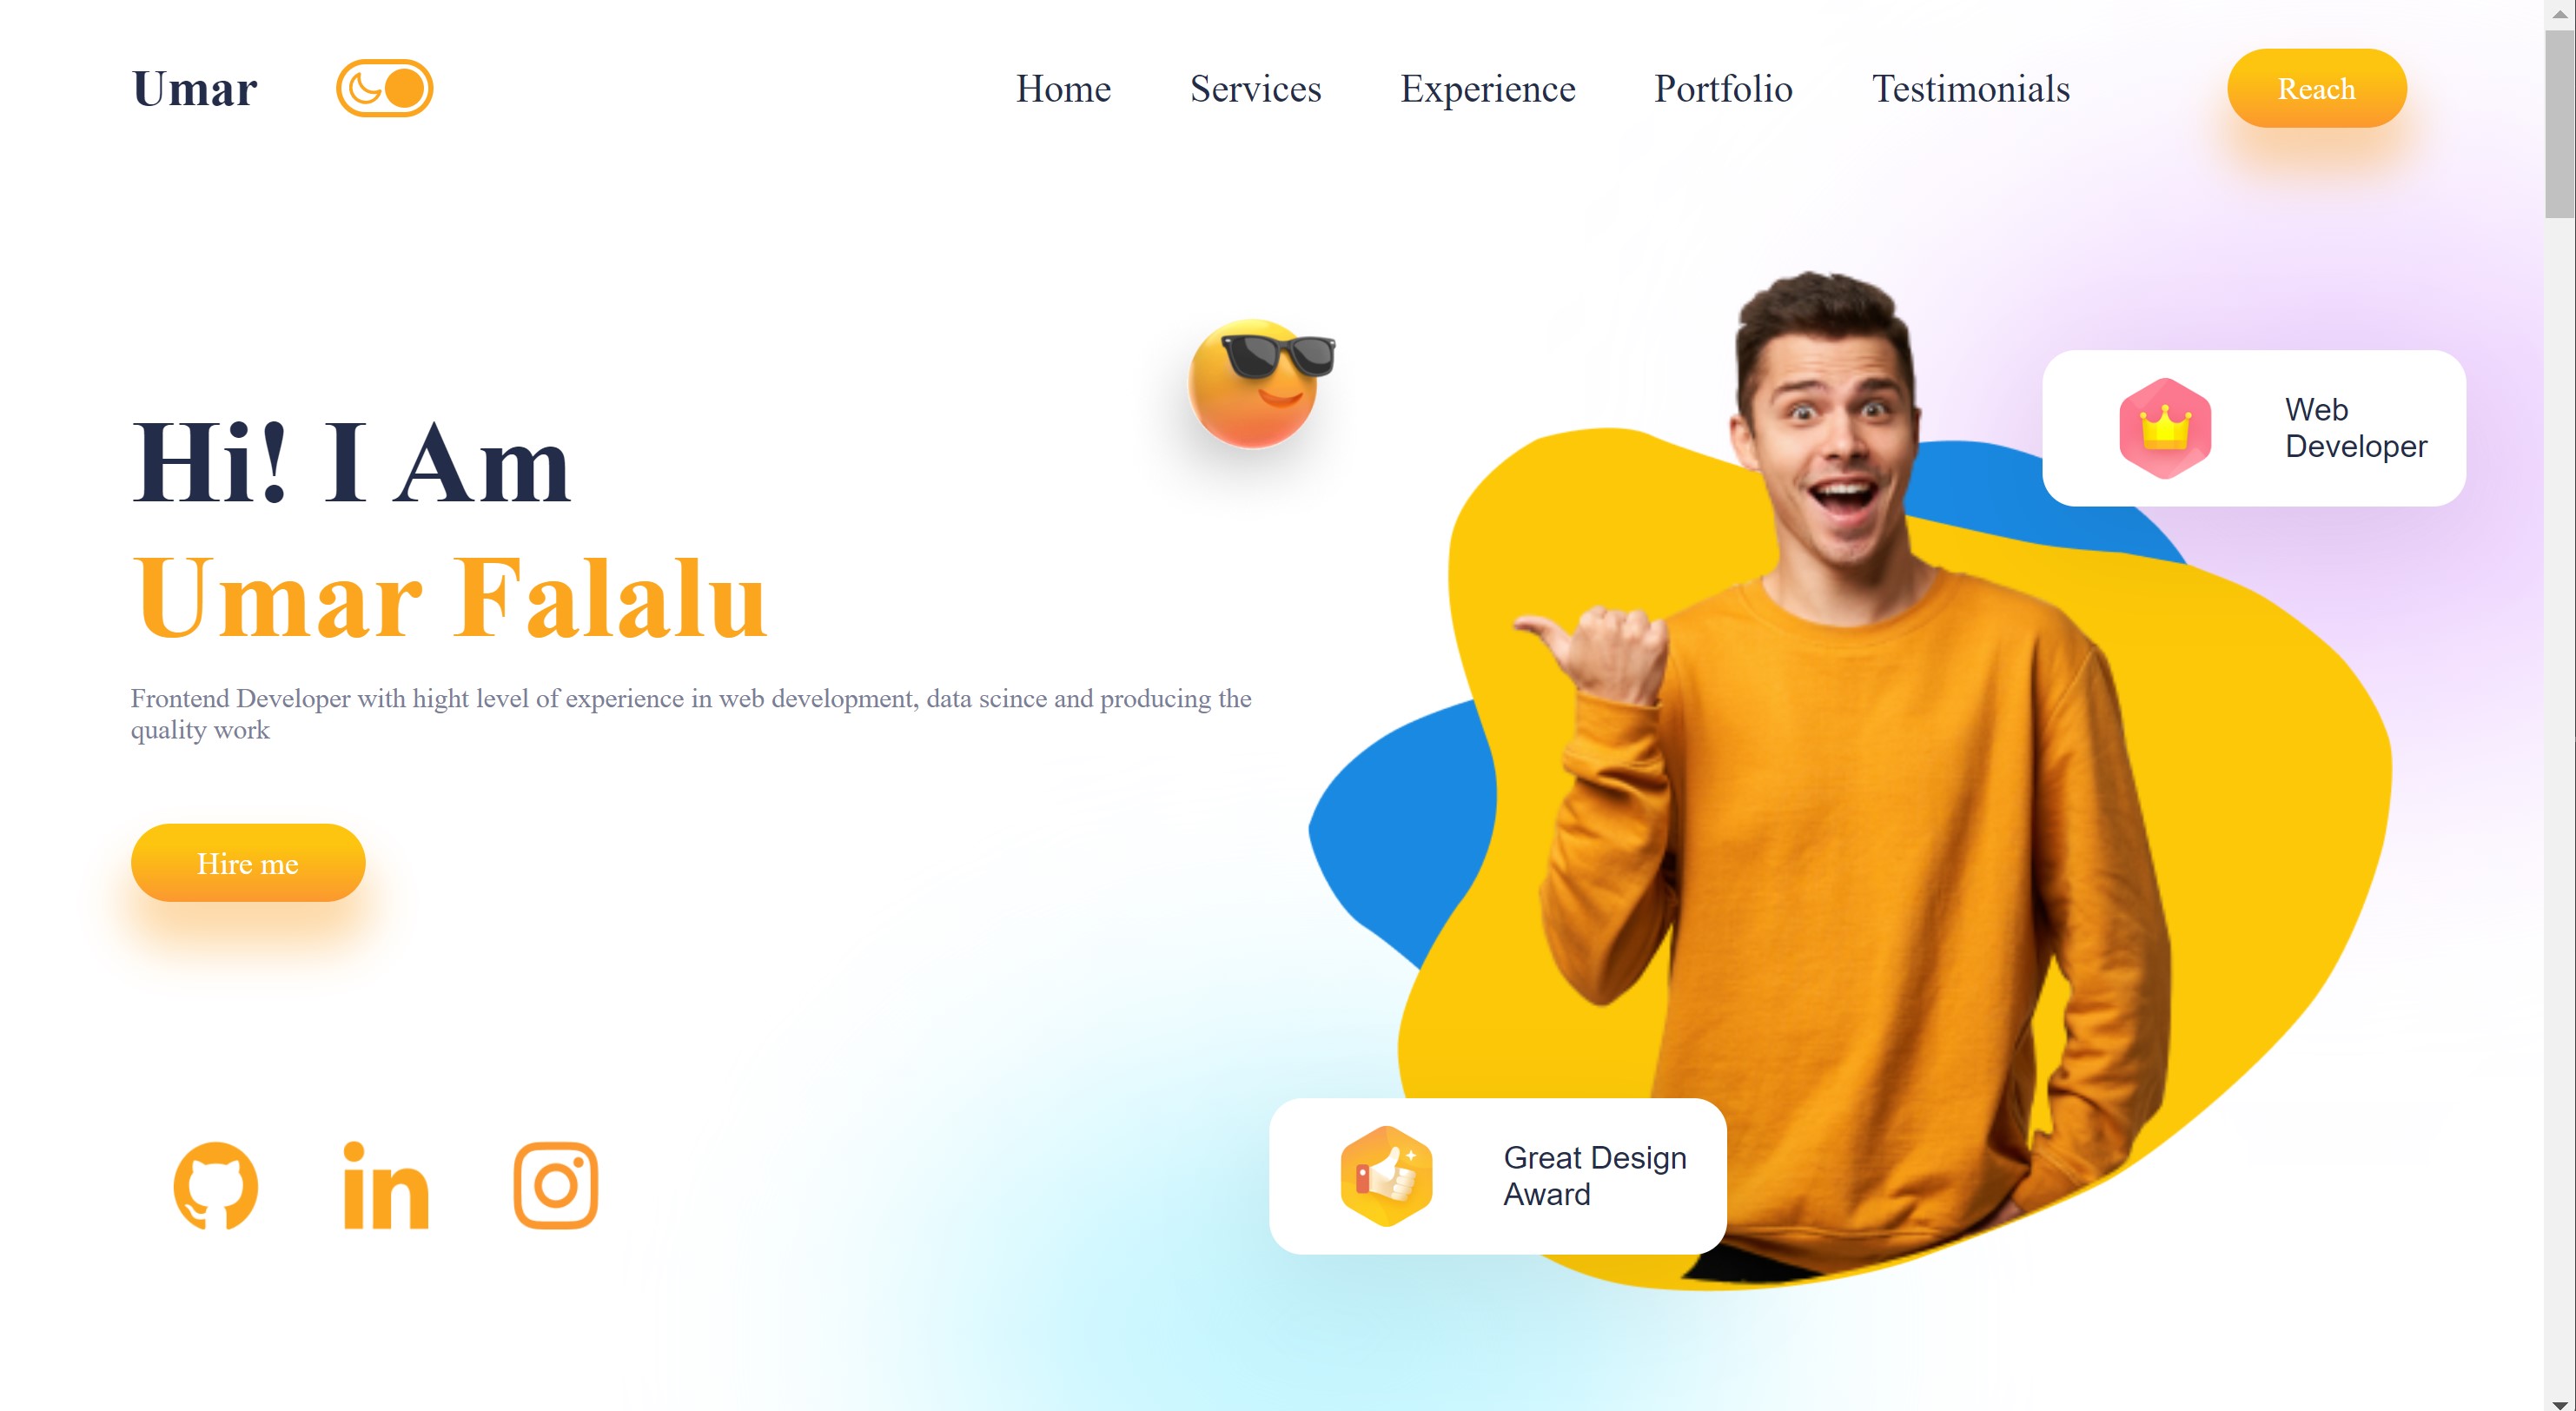 Umar
Home Services Experience Portfolio Testimonials Reach
Hi! I Am
Umar Falalu
Frontend Developer with hight level of experience in web development, data scince and producing the
quality work
Hire me
Web
Developer
Great Design
Award
in